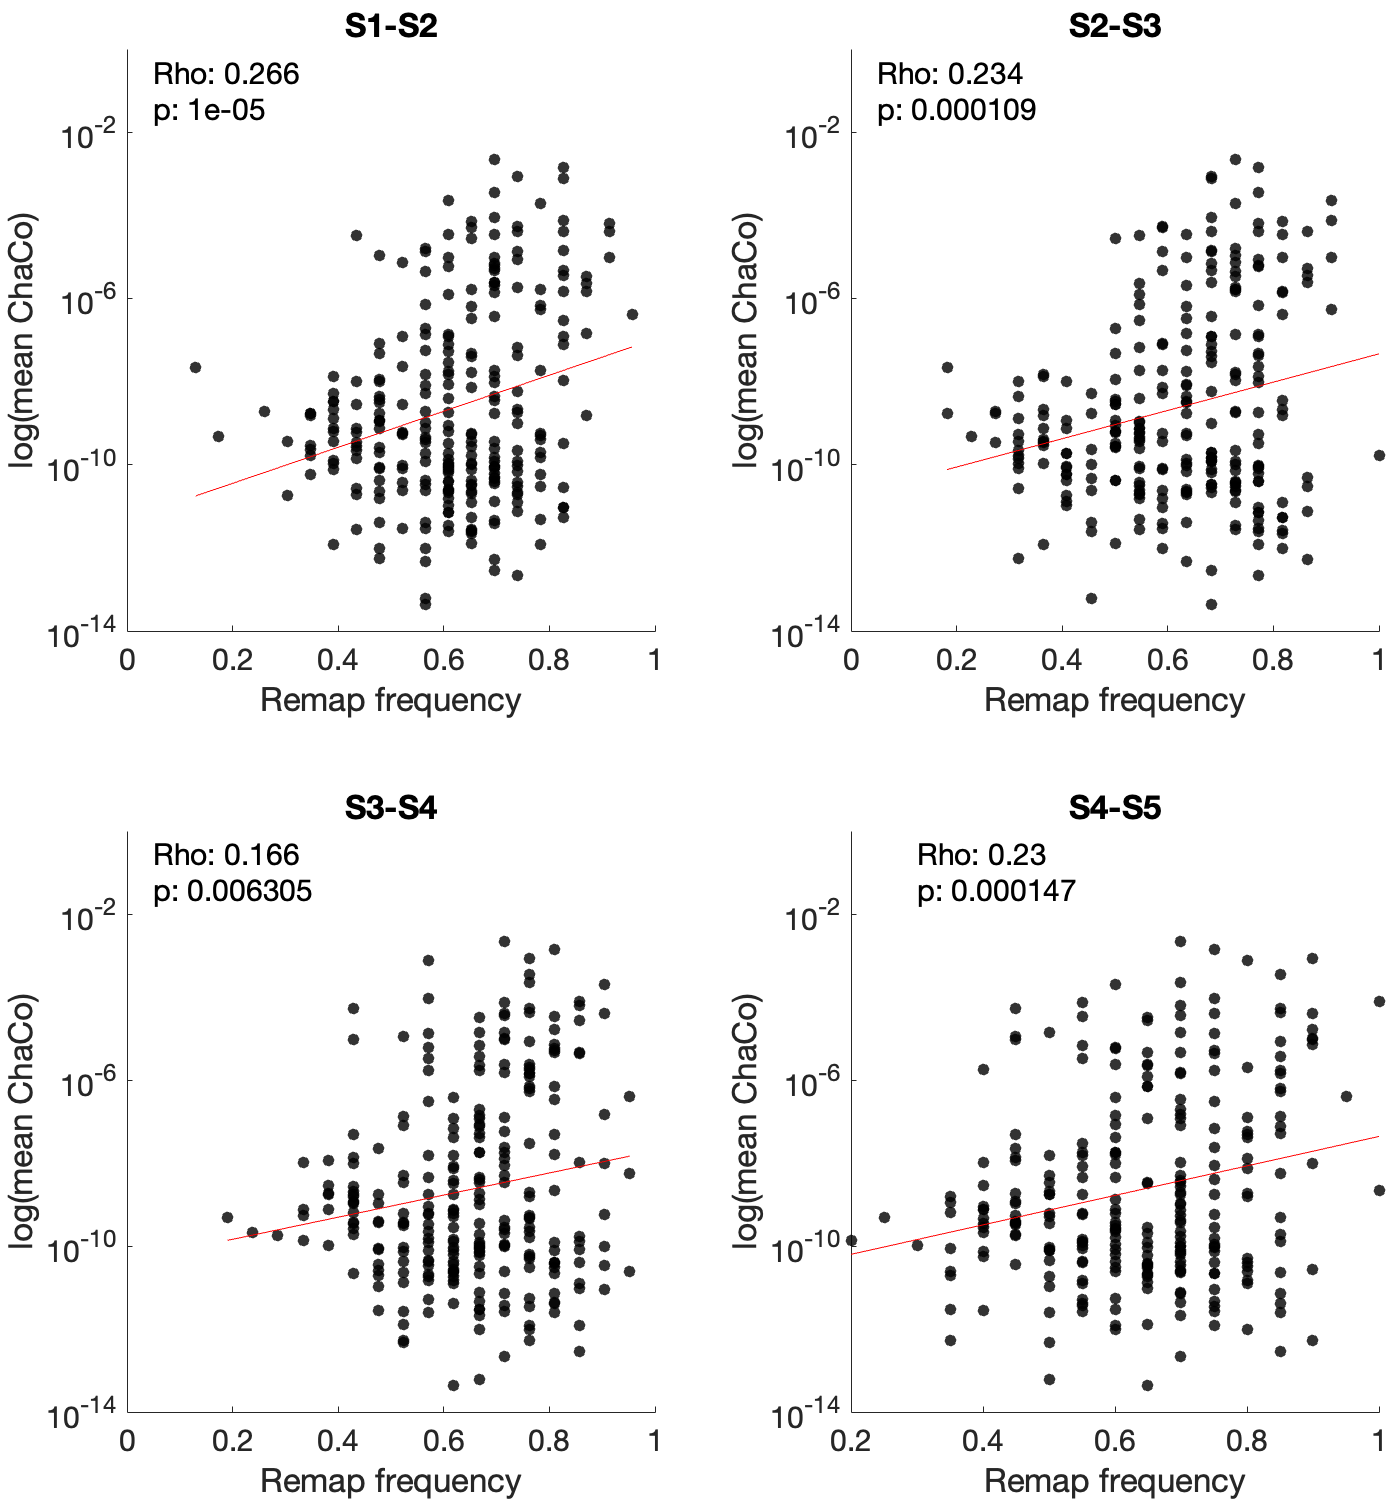 S1-S2
Rho: 0.266
p: 1e-05
10-2
10-6
10-10
10-14
0 0.2 0.4 0.6 0.8 1
Remap frequency
log(mean ChaCo)
S2-S3
Rho: 0.234
p: 0.000109
10-2
10-6
10-10
10-14
0 0.2 0.4 0.6 0.8 1
Remap frequency
log(mean ChaCo)
S3-S4
Rho: 0.166
p: 0.006305
10-2
10-6
10-10
10-14
0 0.2 0.4 0.6 0.8 1
Remap frequency
log(mean ChaCo)
S4-S5
Rho: 0.23
p: 0.000147
10-2
10-6
10-10
10-14
0.2 0.4 0.6 0.8 1
Remap frequency
log(mean ChaCo)